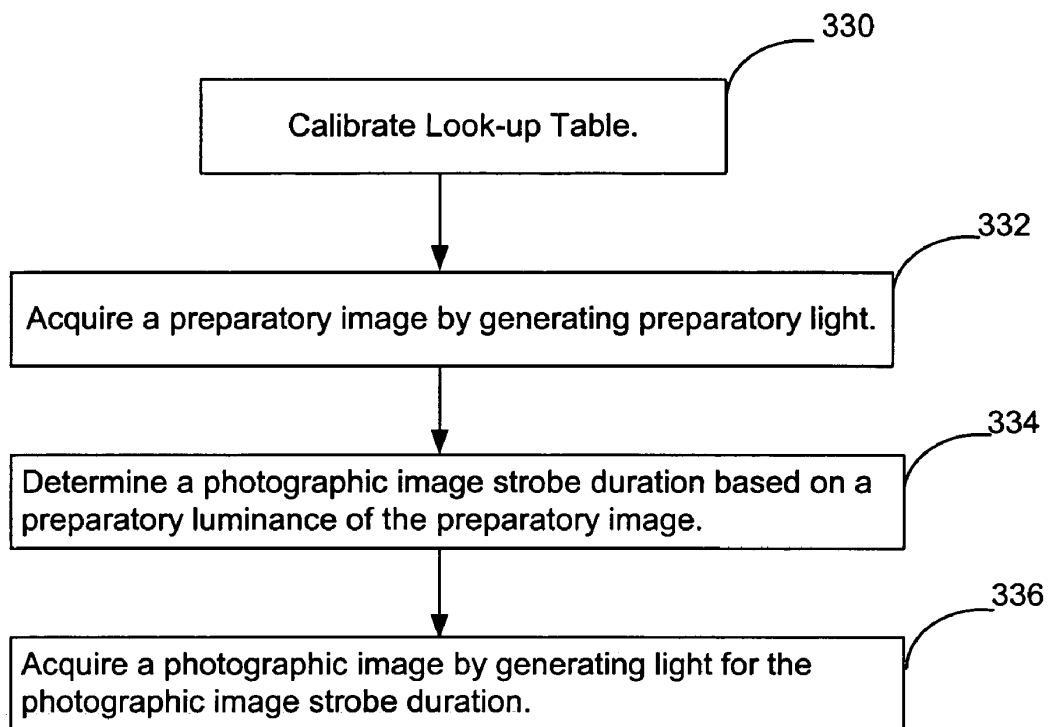 330
Calibrate Look-up Table.
332
Acquire a preparatory image by generating preparatory light.
334
Determine a photographic image strobe duration based on a
preparatory luminance of the preparatory image.
336
Acquire a photographic image by generating light for the
photographic image strobe duration.